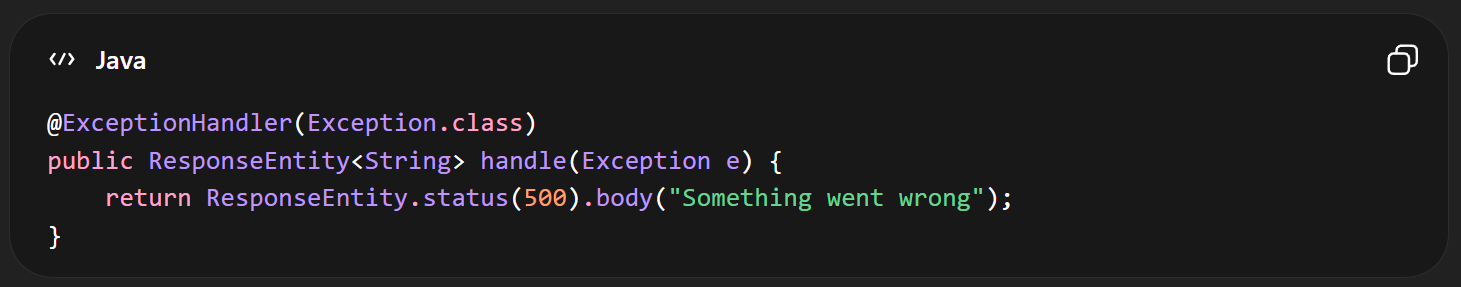 Java
@ExceptionHandler(Exception.class)
public ResponseEntity<String> handle(Exception e) {
    return ResponseEntity.status(500).body("Something went wrong");
}